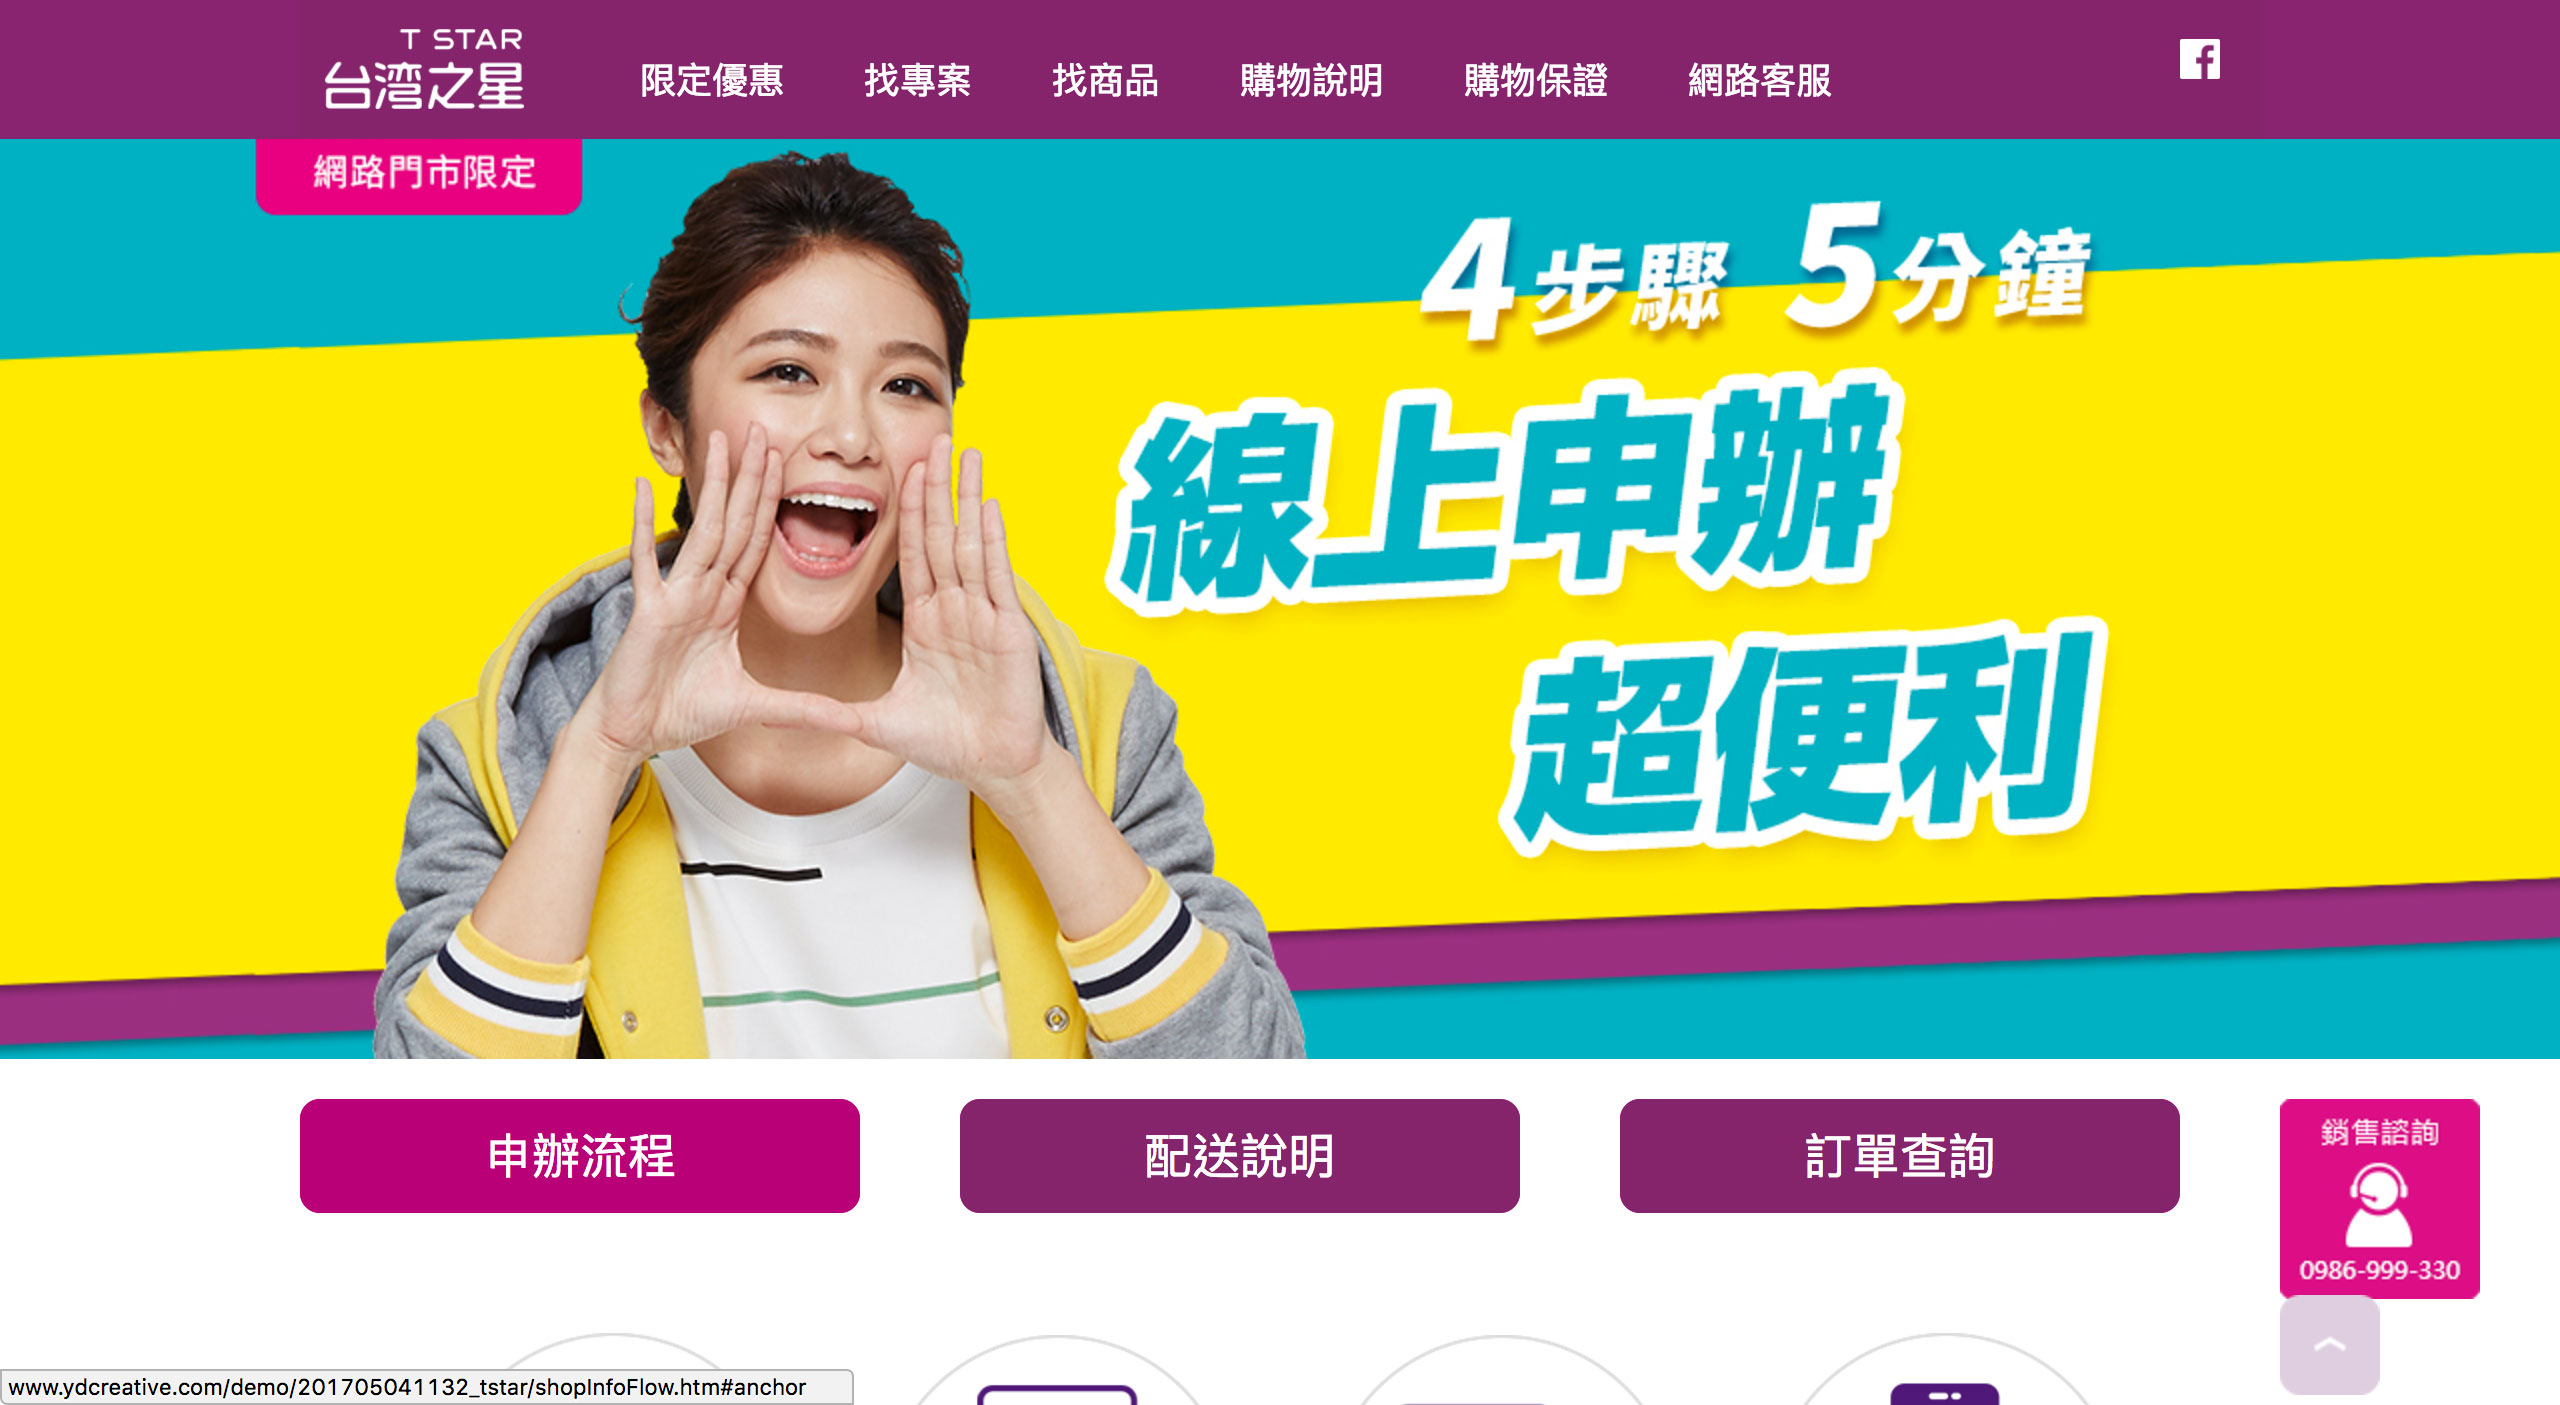 T STAR
台湾之星
限定優惠 找專案 找商品 購物說明 購物保證 網路客服
網路門市限定
4步驟 5分鐘
線上申辦
超便利
申辦流程 配送說明 訂單查詢
銷售諮詢
0986-999-330
www.ydcreative.com/demo/201705041132_tstar/shopInfoFlow.htm#anchor